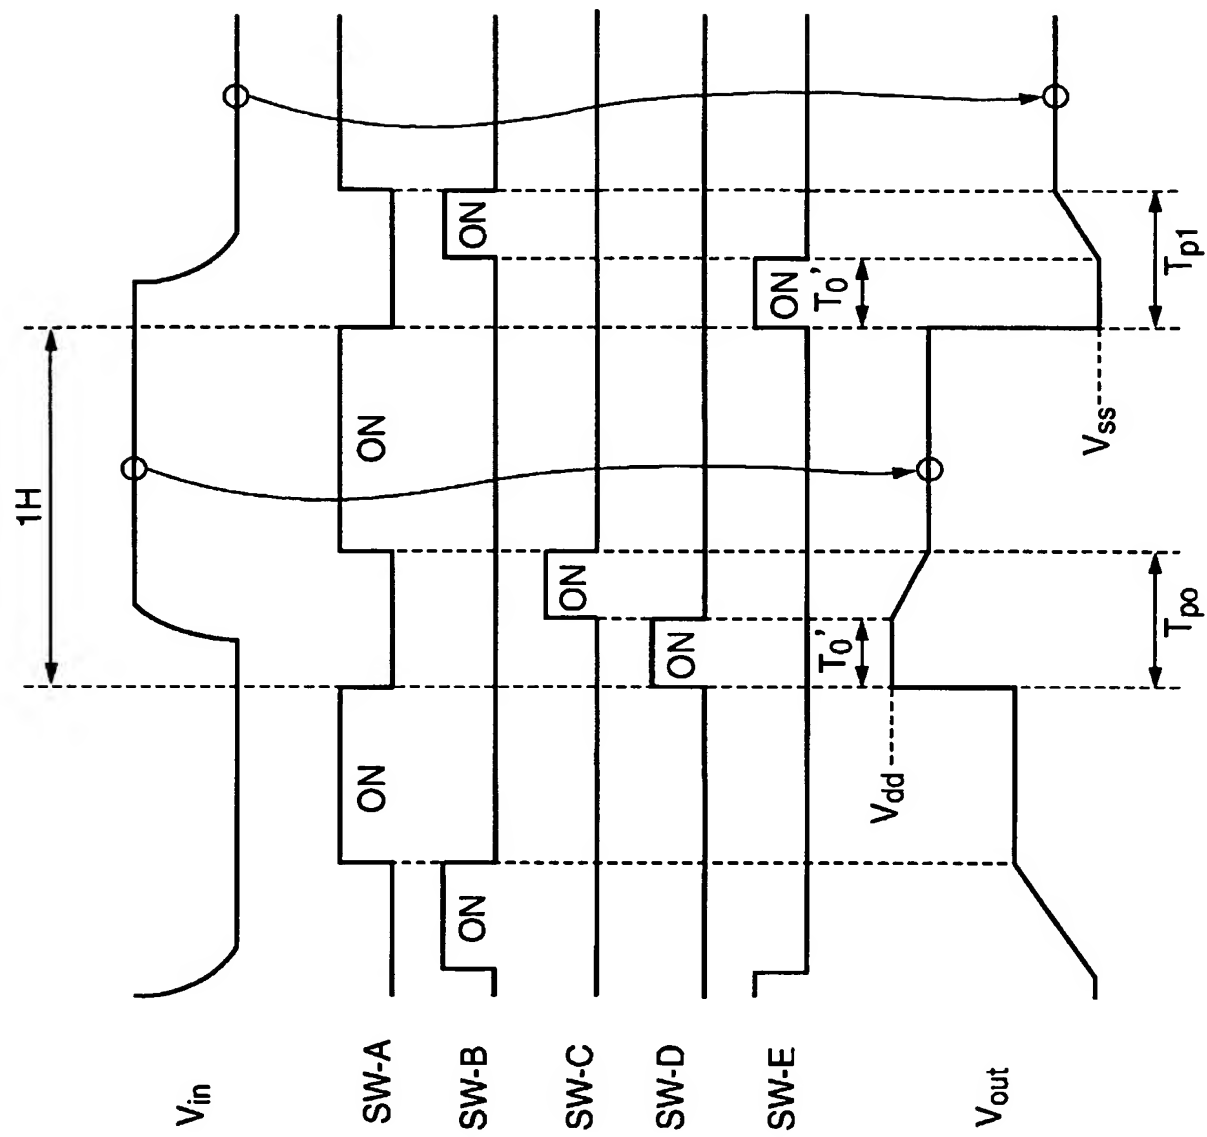 1H
Vin
SW-A
ON
ON
SW-B
ON
ON
SW-C
ON
SW-D
ON
SW-E
ON
T0'
T0'
Vout
Vdd
Vss
Tpo
Tp1